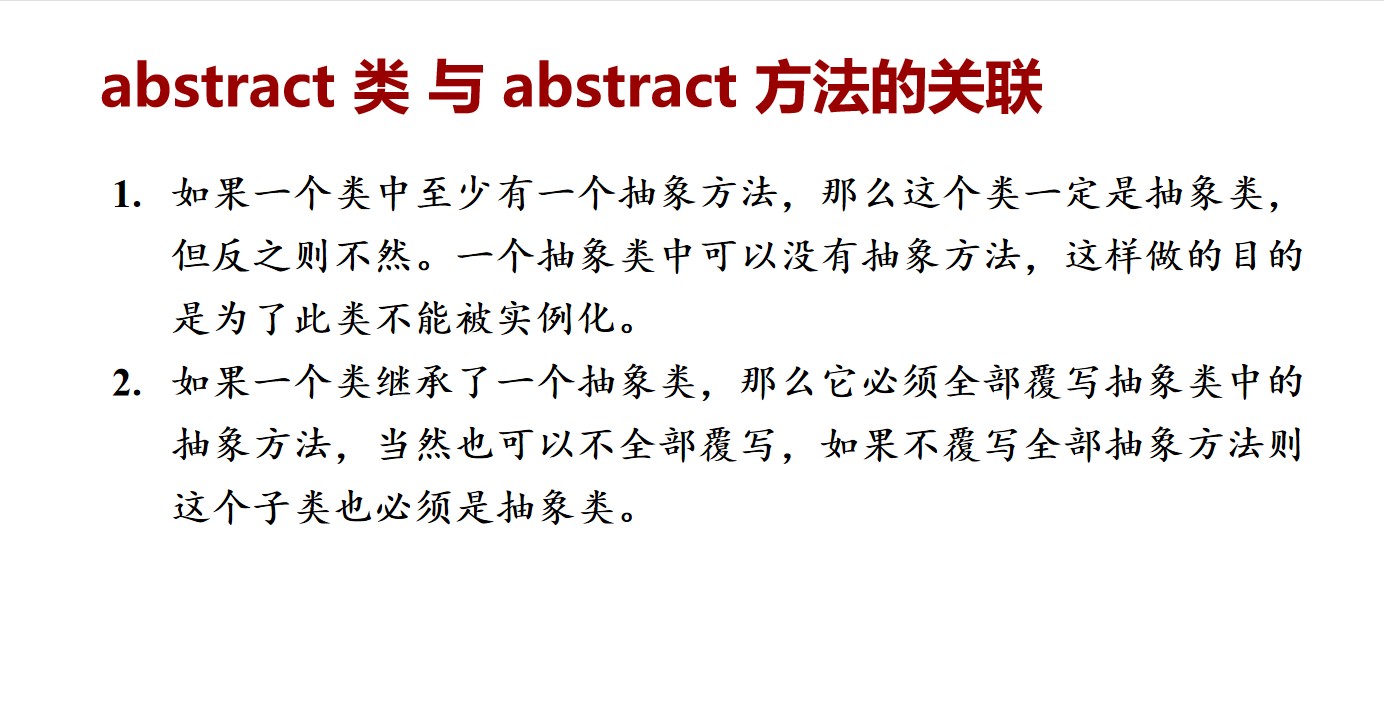 abstract 类 与 abstract 方法的关联
1. 如果一个类中至少有一个抽象方法，那么这个类一定是抽象类，
但反之则不然。一个抽象类中可以没有抽象方法，这样做的目的
是为了此类不能被实例化。
2. 如果一个类继承了一个抽象类，那么它必须全部覆写抽象类中的
抽象方法，当然也可以不全部覆写，如果不覆写全部抽象方法则
这个子类也必须是抽象类。